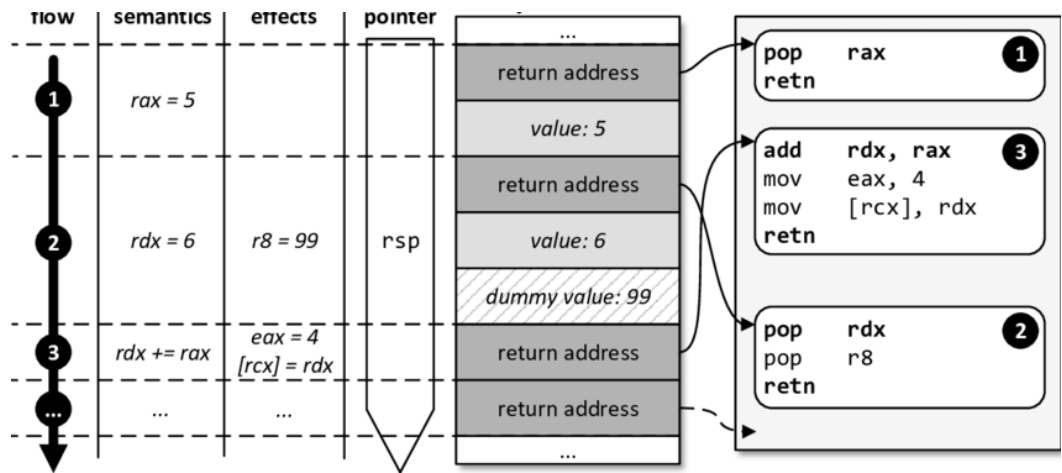 flow semantics effects pointer
...
return address
value: 5
return address
value: 6
dummy value: 99
return address
return address
...
1 rax = 5
2 rdx = 6 r8 = 99
3 rdx += rax eax = 4
[rcx] = rdx
... ... ...
rsp
pop rax 1
retn
add rdx, rax 3
mov eax, 4
mov [rcx], rdx
retn
pop rdx 2
pop r8
retn